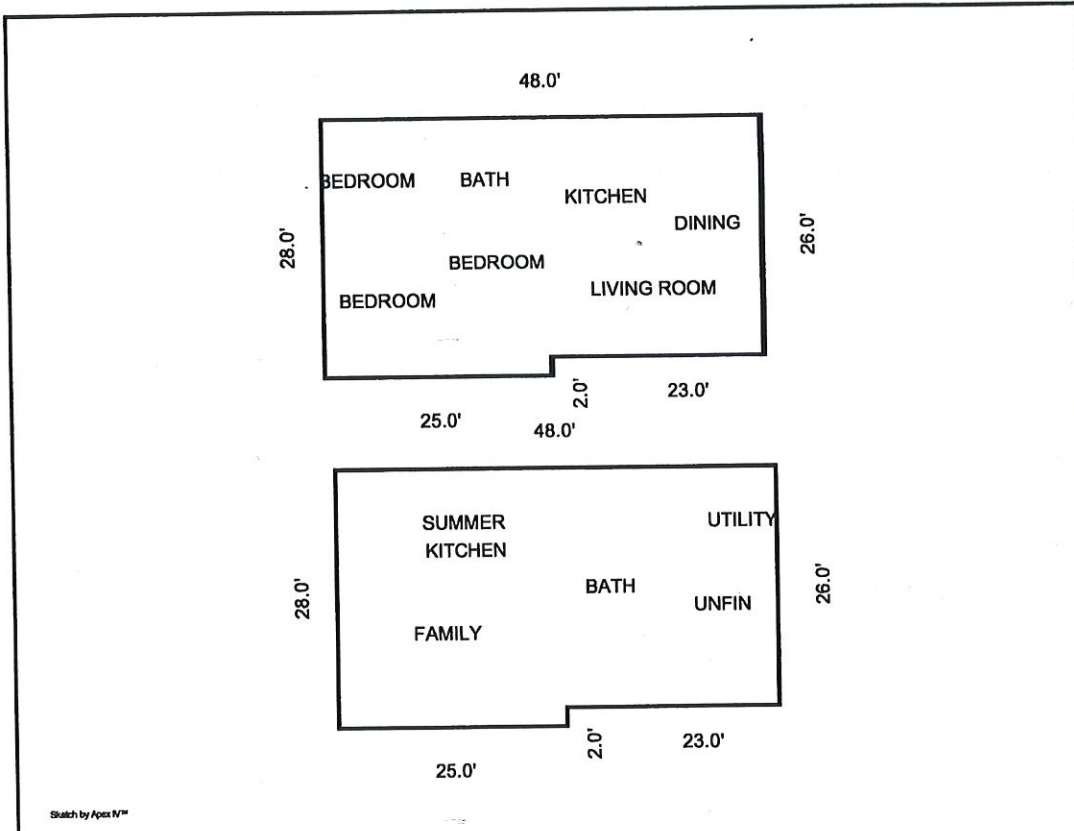 48.0'
BEDROOM
BATH
KITCHEN
DINING
28.0'
26.0'
BEDROOM
LIVING ROOM
BEDROOM
2.0'
23.0'
25.0'
48.0'
SUMMER
KITCHEN
UTILITY
28.0'
BATH
26.0'
UNFIN
FAMILY
2.0'
23.0'
25.0'
Sketch by Apex IV™